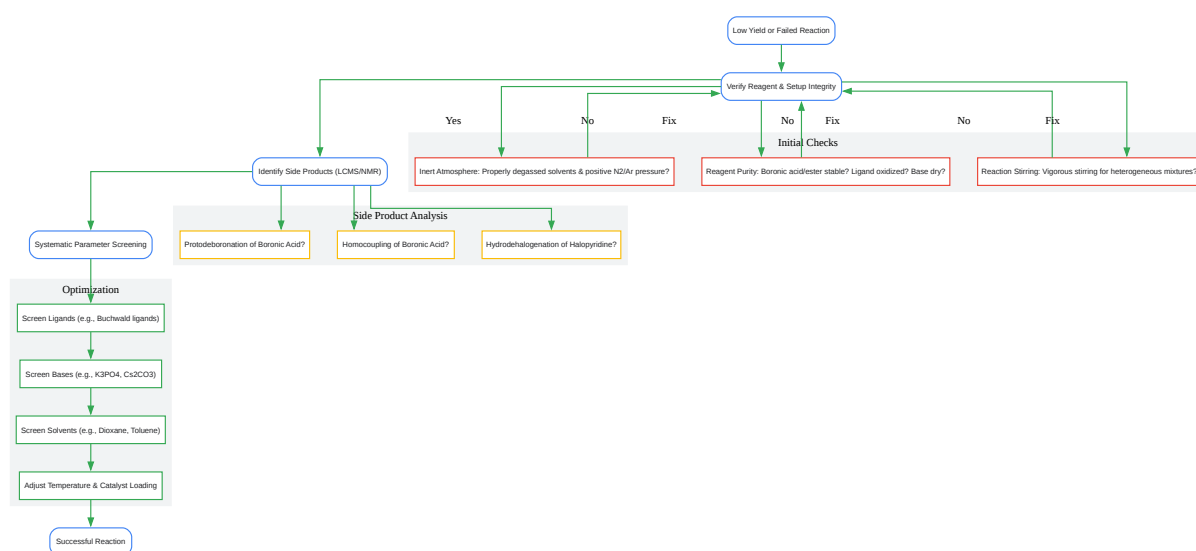 Low Yield or Failed Reaction
Verify Reagent & Setup Integrity
Yes
No
Fix
No
Fix
No
Fix
Initial Checks
Inert Atmosphere: Properly degassed solvents & positive N2/Ar pressure?
Reagent Purity: Boronic acid/ester stable? Ligand oxidized? Base dry?
Reaction Stirring: Vigorous stirring for heterogeneous mixtures?
Identify Side Products (LCMS/NMR)
Side Product Analysis
Protodeboronation of Boronic Acid?
Homocoupling of Boronic Acid?
Hydrodehalogenation of Halopyridine?
Systematic Parameter Screening
Optimization
Screen Ligands (e.g., Buchwald ligands)
Screen Bases (e.g., K3PO4, Cs2CO3)
Screen Solvents (e.g., Dioxane, Toluene)
Adjust Temperature & Catalyst Loading
Successful Reaction